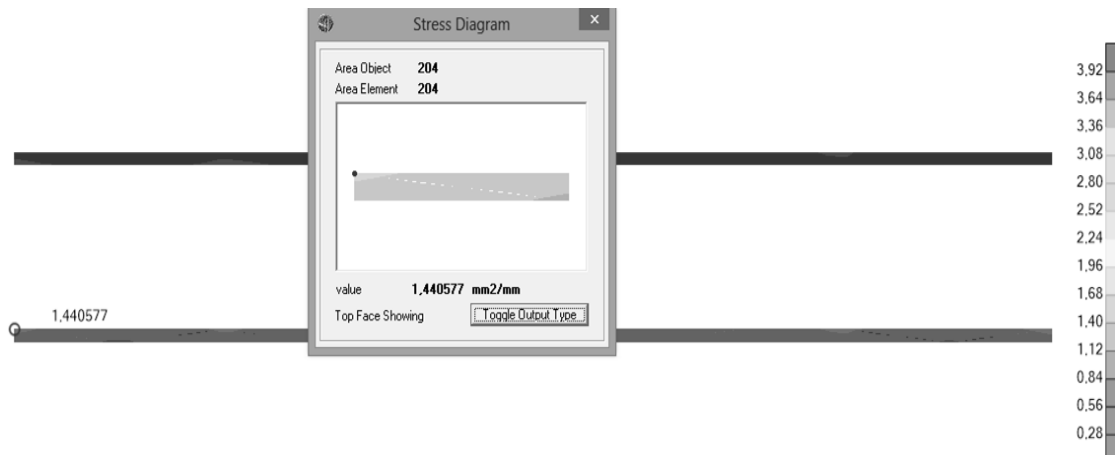 Stress Diagram
x
Area Object 204
Area Element 204
value 1,440577 mm2/mm
Top Face Showing Toggle Output Type
1,440577
3,92
3,64
3,36
3,08
2,80
2,52
2,24
1,96
1,68
1,40
1,12
0,84
0,56
0,28